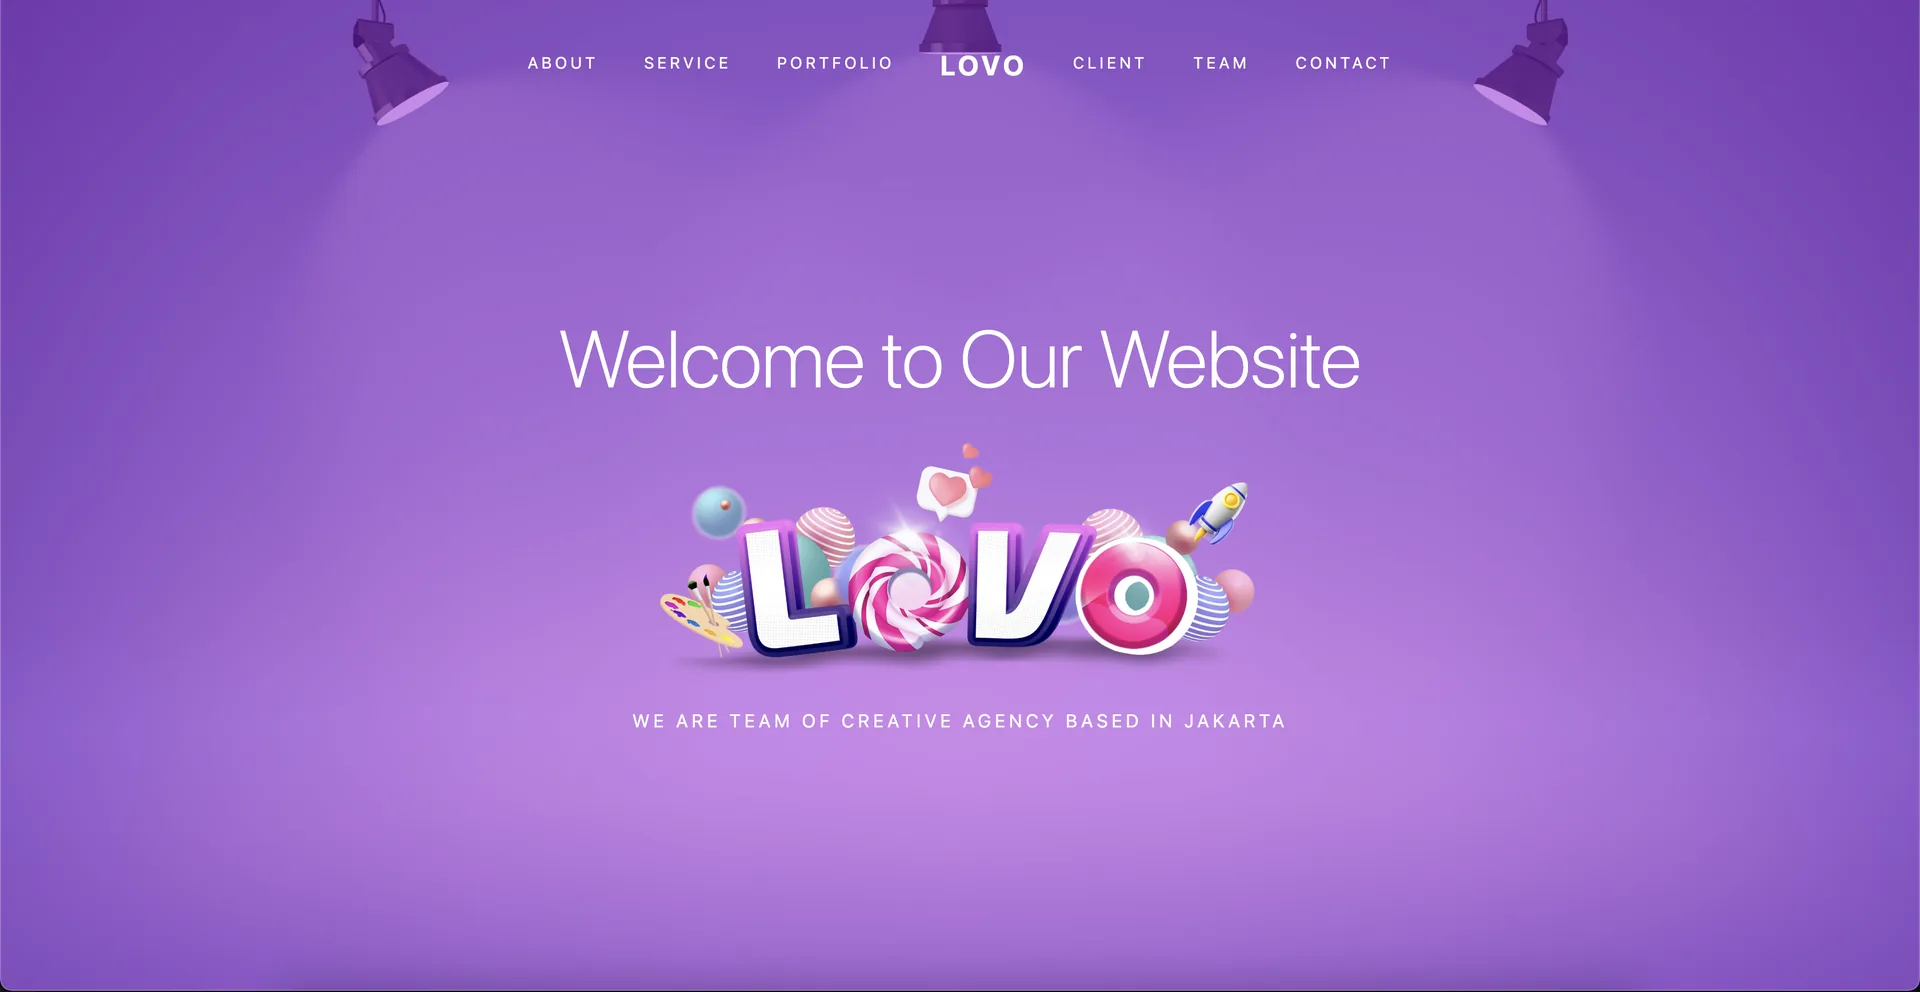 ABOUT SERVICE PORTFOLIO LOVO CLIENT TEAM CONTACT
Welcome to Our Website
LOVO
WE ARE TEAM OF CREATIVE AGENCY BASED IN JAKARTA